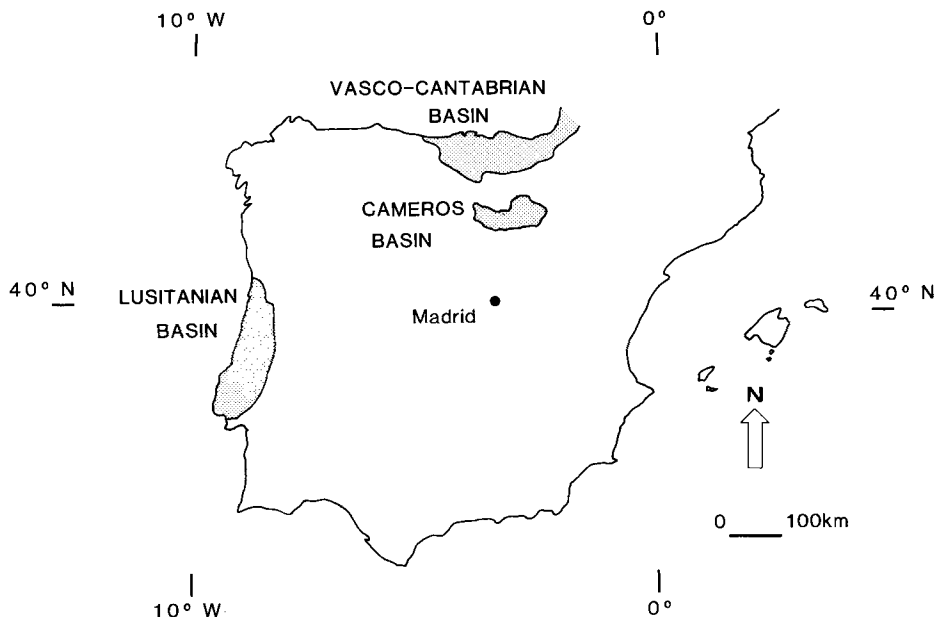 10° W
0°
VASCO-CANTABRIAN
BASIN
CAMEROS
BASIN
40° N
LUSITANIAN
BASIN
Madrid
40° N
N
0 100km
10° W
0°